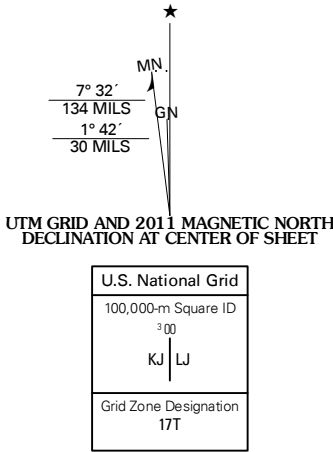 ★
MN
7° 32´
134 MILS
GN
1° 42´
30 MILS
UTM GRID AND 2011 MAGNETIC NORTH
DECLINATION AT CENTER OF SHEET
U.S. National Grid
100,000-m Square ID
³00
KJ LJ
Grid Zone Designation
17T